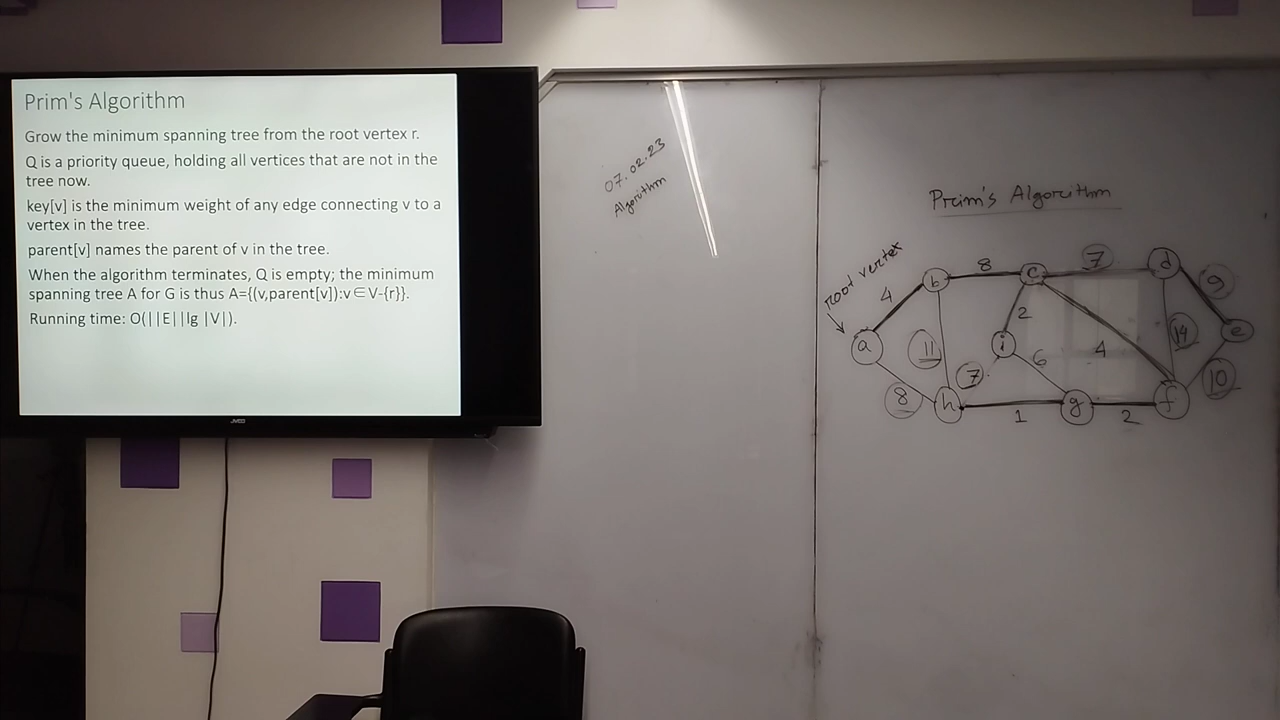 Prim's Algorithm
Grow the minimum spanning tree from the root vertex r.
Q is a priority queue, holding all vertices that are not in the
tree now.
key[v] is the minimum weight of any edge connecting v to a
vertex in the tree.
parent[v] names the parent of v in the tree.
When the algorithm terminates, Q is empty; the minimum
spanning tree A for G is thus A={(v,parent[v]):v∈V-{r}}.
Running time: O(||E||lg |V|).
JVCO
07.02.23
Algorithm
Prim's Algorithm
root vertex
b 8 c 7 d
4 9
2
a 11 i 6 4 14 e
7 10
8 h 1 g 2 f